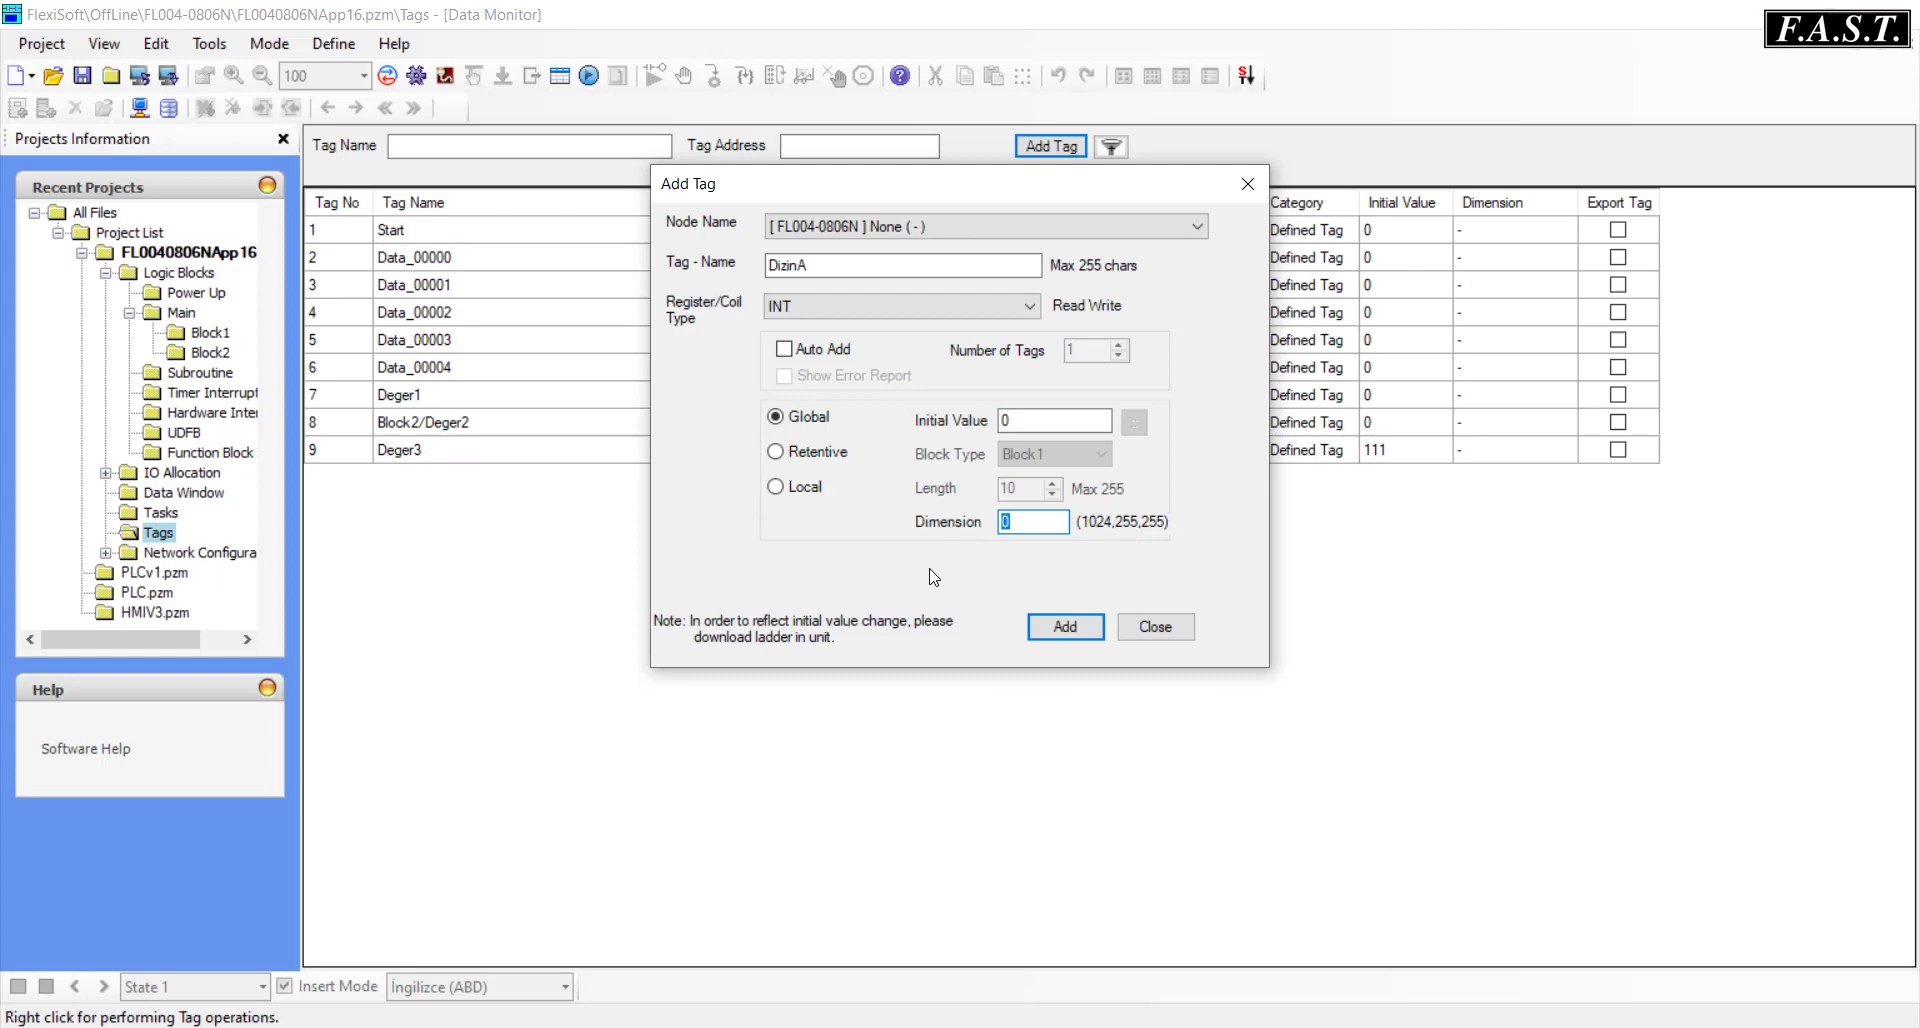 FlexiSoft\OffLine\FL004-0806N\FL0040806NApp16.pzm\Tags - [Data Monitor]
F.A.S.T.
Project View Edit Tools Mode Define Help
100
Projects Information
Tag Name Tag Address Add Tag
Recent Projects
All Files
Project List
FL0040806NApp16
Logic Blocks
Power Up
Main
Block1
Block2
Subroutine
Timer Interrupt
Hardware Inte
UDFB
Function Block
IO Allocation
Data Window
Tasks
Tags
Network Configura
PLCv1.pzm
PLC.pzm
HMIV3.pzm
Help
Software Help
Tag No Tag Name Category Initial Value Dimension Export Tag
1 Start Defined Tag 0 -
2 Data_00000 Defined Tag 0 -
3 Data_00001 Defined Tag 0 -
4 Data_00002 Defined Tag 0 -
5 Data_00003 Defined Tag 0 -
6 Data_00004 Defined Tag 0 -
7 Deger1 Defined Tag 0 -
8 Block2/Deger2 Defined Tag 0 -
9 Deger3 Defined Tag 111 -
Add Tag
Node Name [ FL004-0806N ] None ( - )
Tag - Name DizinA Max 255 chars
Register/Coil Type INT Read Write
Auto Add Number of Tags 1
Show Error Report
Global Initial Value 0
Retentive Block Type Block1
Local Length 10 Max 255
Dimension 0 (1024,255,255)
Note: In order to reflect initial value change, please
download ladder in unit.
Add Close
State 1 Insert Mode İngilizce (ABD)
Right click for performing Tag operations.